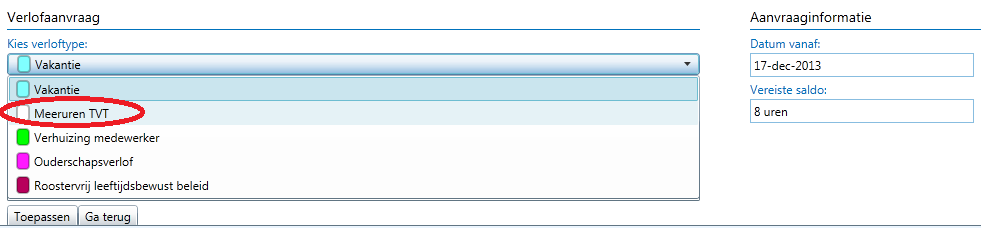 Verlofaanvraag
Kies verloftype:
Vakantie
Vakantie
Meeruren TVT
Verhuizing medewerker
Ouderschapsverlof
Roostervrij leeftijdsbewust beleid
Toepassen Ga terug
Aanvraaginformatie
Datum vanaf:
17-dec-2013
Vereiste saldo:
8 uren